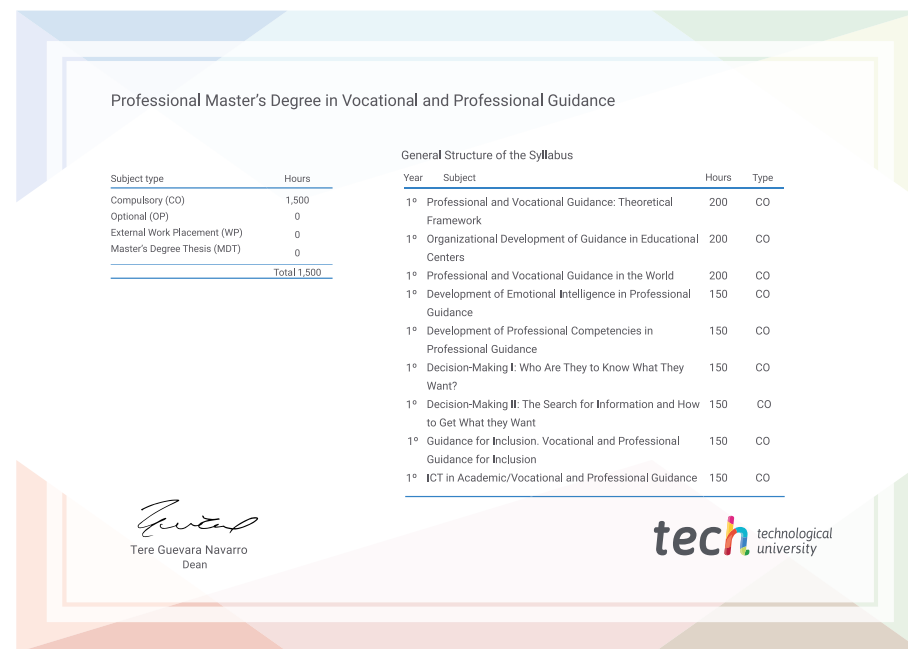 Professional Master's Degree in Vocational and Professional Guidance
Subject type Hours
Compulsory (CO) 1,500
Optional (OP) 0
External Work Placement (WP) 0
Master's Degree Thesis (MDT) 0
Total 1,500
General Structure of the Syllabus
Year Subject Hours Type
1º Professional and Vocational Guidance: Theoretical 200 CO
Framework
1º Organizational Development of Guidance in Educational 200 CO
Centers
1º Professional and Vocational Guidance in the World 200 CO
1º Development of Emotional Intelligence in Professional 150 CO
Guidance
1º Development of Professional Competencies in 150 CO
Professional Guidance
1º Decision-Making I: Who Are They to Know What They 150 CO
Want?
1º Decision-Making II: The Search for Information and How 150 CO
to Get What they Want
1º Guidance for Inclusion. Vocational and Professional 150 CO
Guidance for Inclusion
1º ICT in Academic/Vocational and Professional Guidance 150 CO
Tere Guevara Navarro
Dean
tech technological
university